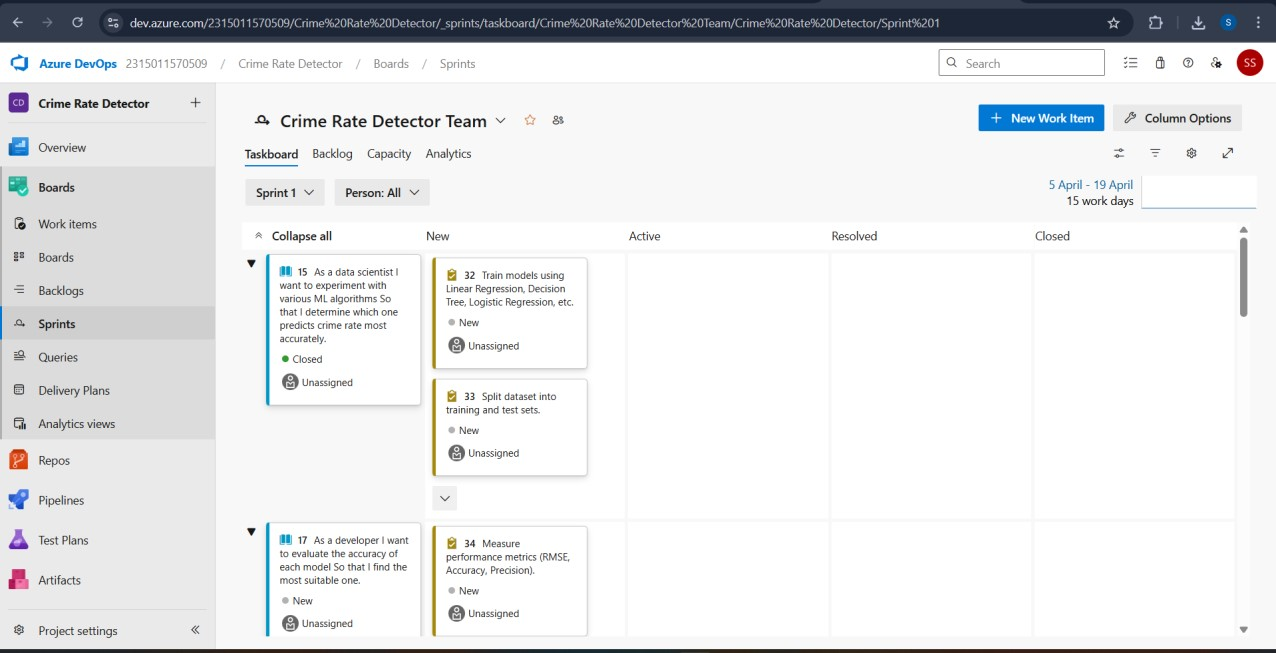 dev.azure.com/2315011570509/Crime%20Rate%20Detector/_sprints/taskboard/Crime%20Rate%20Detector%20Team/Crime%20Rate%20Detector/Sprint%201
S
Azure DevOps 2315011570509 / Crime Rate Detector / Boards / Sprints
Search
SS
CD Crime Rate Detector
Overview
Boards
Work items
Boards
Backlogs
Sprints
Queries
Delivery Plans
Analytics views
Repos
Pipelines
Test Plans
Artifacts
Project settings
Crime Rate Detector Team
New Work Item
Column Options
Taskboard Backlog Capacity Analytics
Sprint 1
Person: All
5 April - 19 April
15 work days
Collapse all New Active Resolved Closed
15 As a data scientist I
want to experiment with
various ML algorithms So
that I determine which one
predicts crime rate most
accurately.
Closed
Unassigned
32 Train models using
Linear Regression, Decision
Tree, Logistic Regression, etc.
New
Unassigned
33 Split dataset into
training and test sets.
New
Unassigned
17 As a developer I want
to evaluate the accuracy of
each model So that I find the
most suitable one.
New
Unassigned
34 Measure
performance metrics (RMSE,
Accuracy, Precision).
New
Unassigned